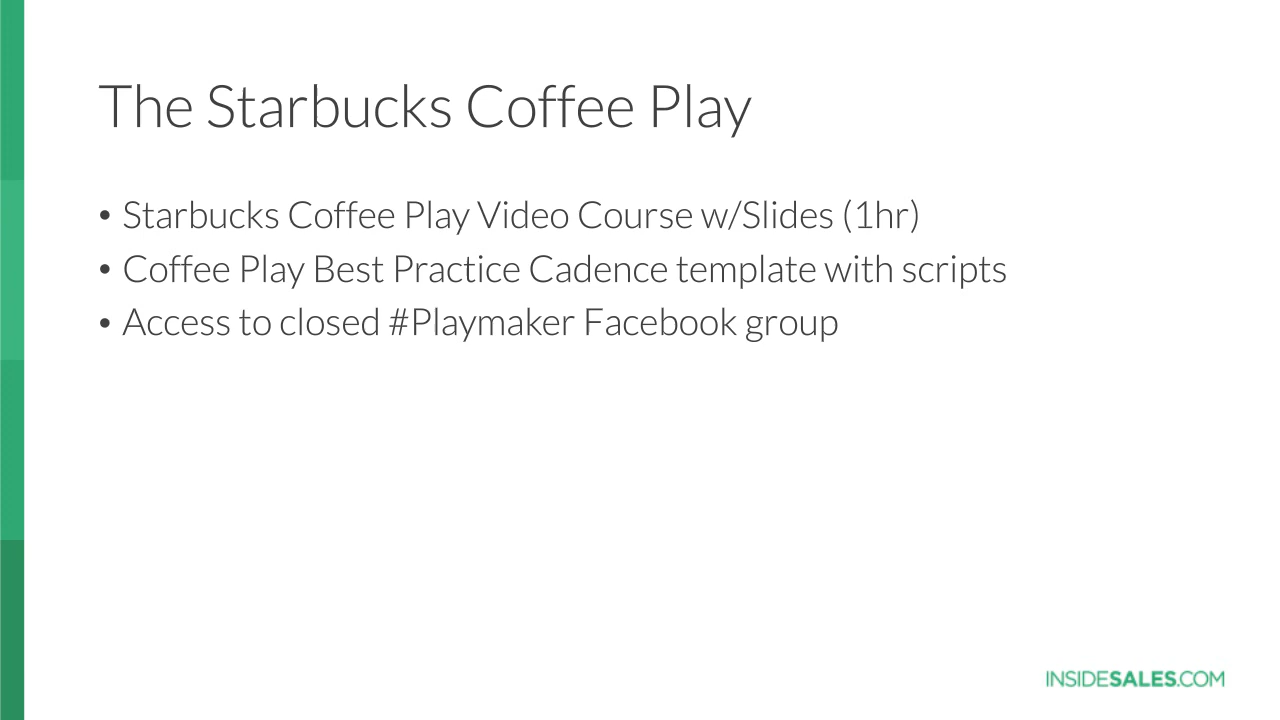 The Starbucks Coffee Play
• Starbucks Coffee Play Video Course w/Slides (1hr)
• Coffee Play Best Practice Cadence template with scripts
• Access to closed #Playmaker Facebook group
INSIDESALES.COM